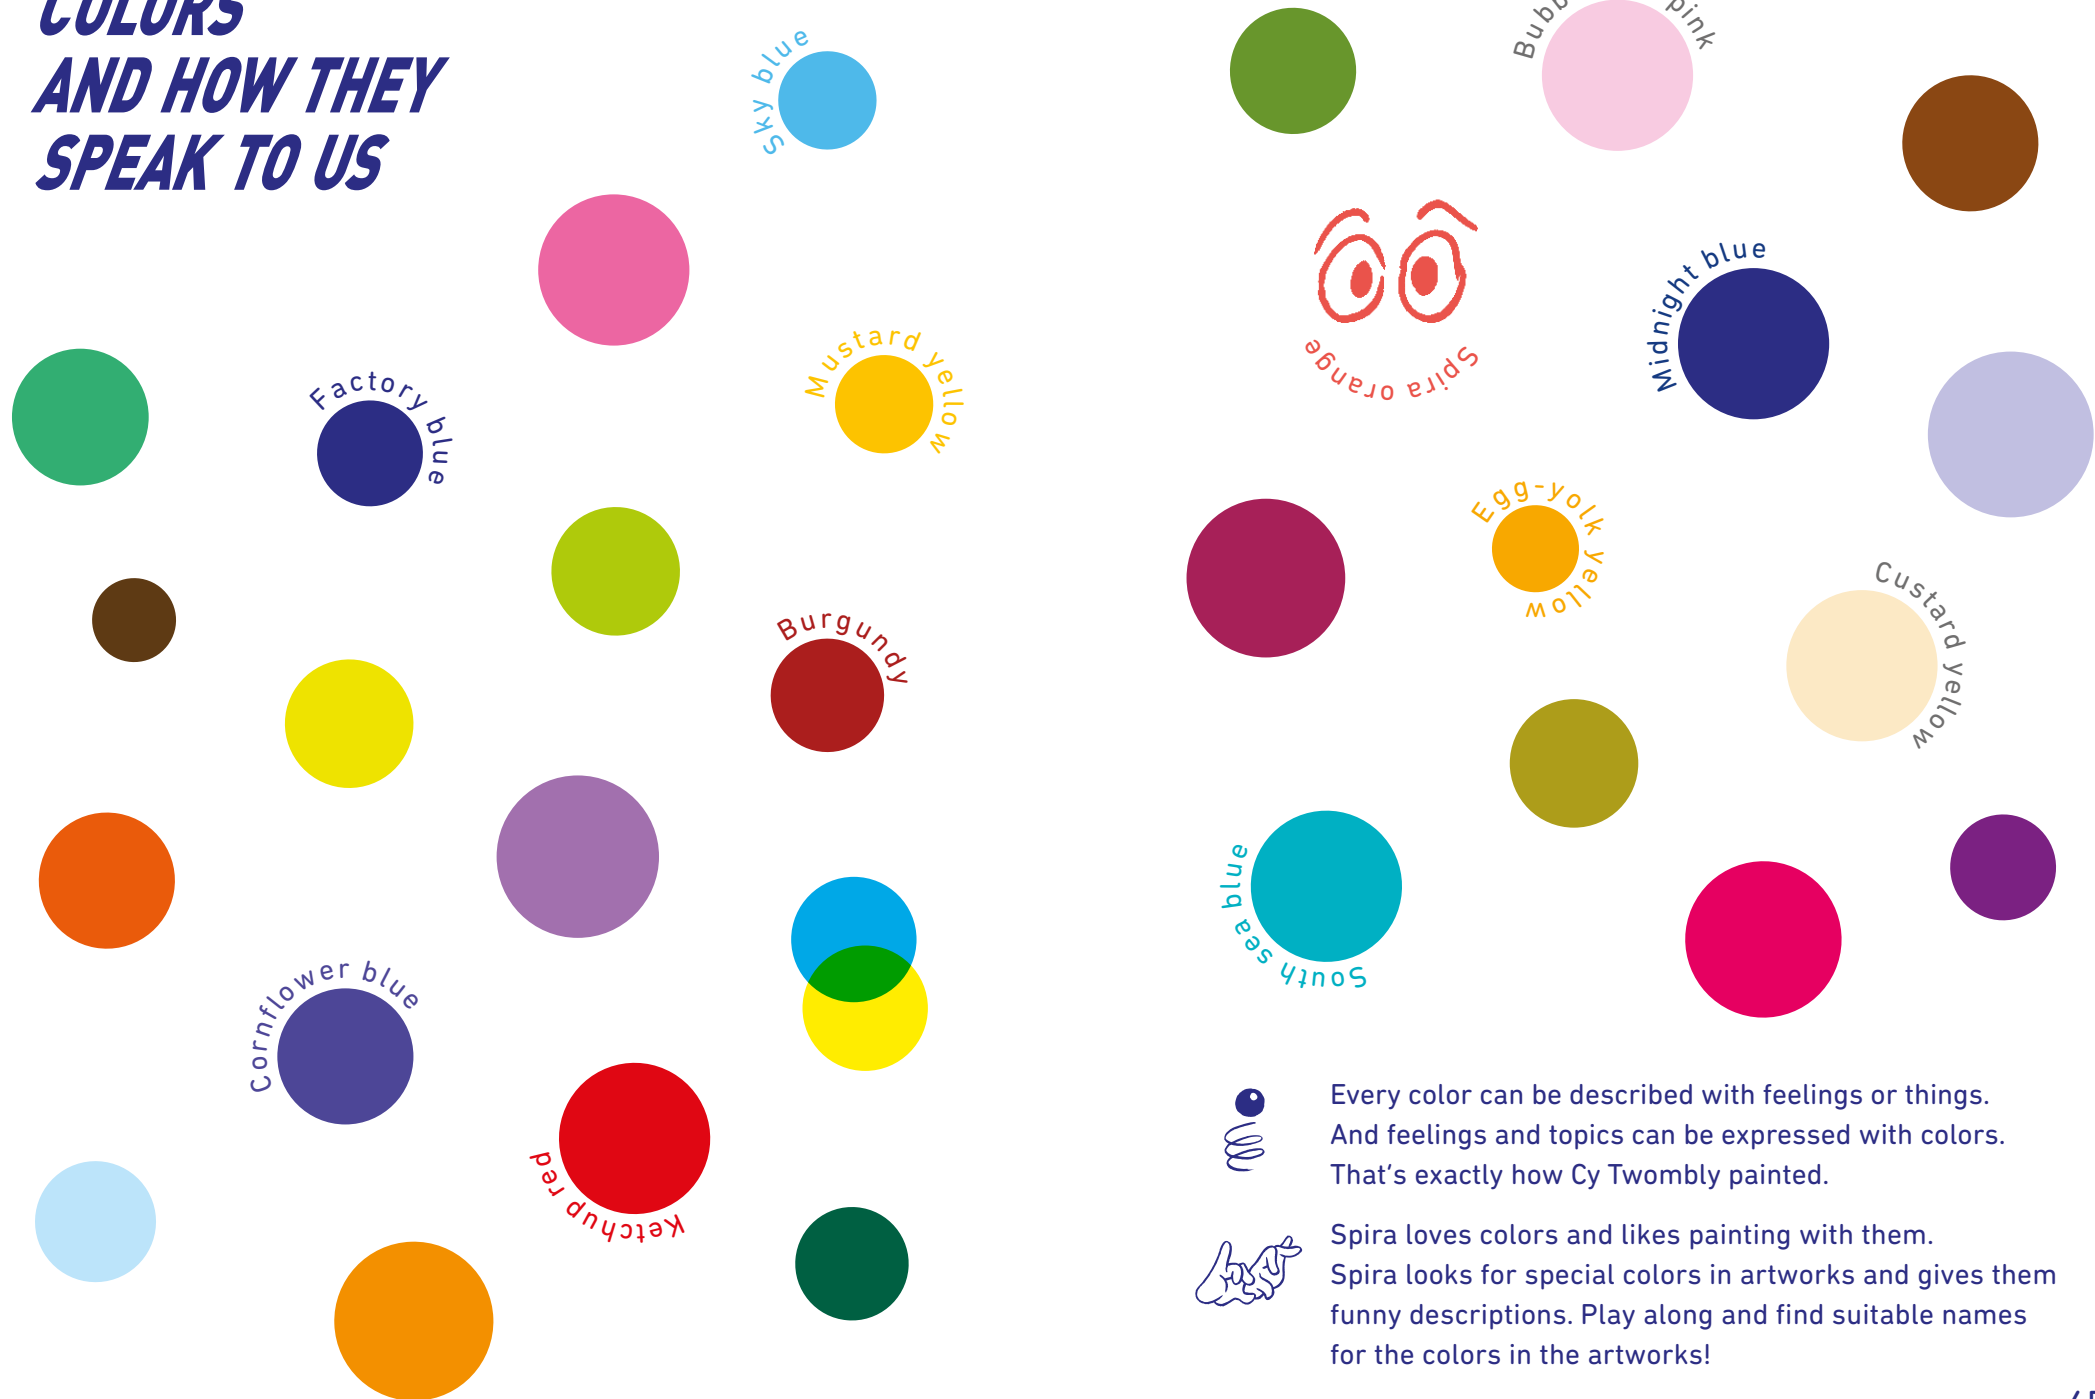 COLORS
AND HOW THEY
SPEAK TO US
Sky blue
Factory blue
Mustard yellow
Burgundy
Cornflower blue
Ketchup red
pink
Spira orange
Midnight blue
Egg-yolk yellow
Custard yellow
South sea blue
Every color can be described with feelings or things.
And feelings and topics can be expressed with colors.
That’s exactly how Cy Twombly painted.
Spira loves colors and likes painting with them.
Spira looks for special colors in artworks and gives them
funny descriptions. Play along and find suitable names
for the colors in the artworks!